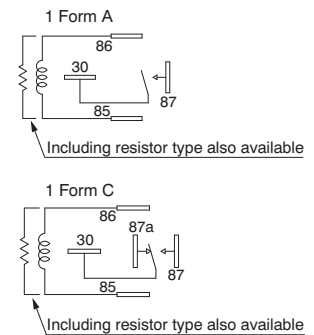 1 Form A
86
30
87
85
Including resistor type also available
1 Form C
86
87a
30
87
85
Including resistor type also available